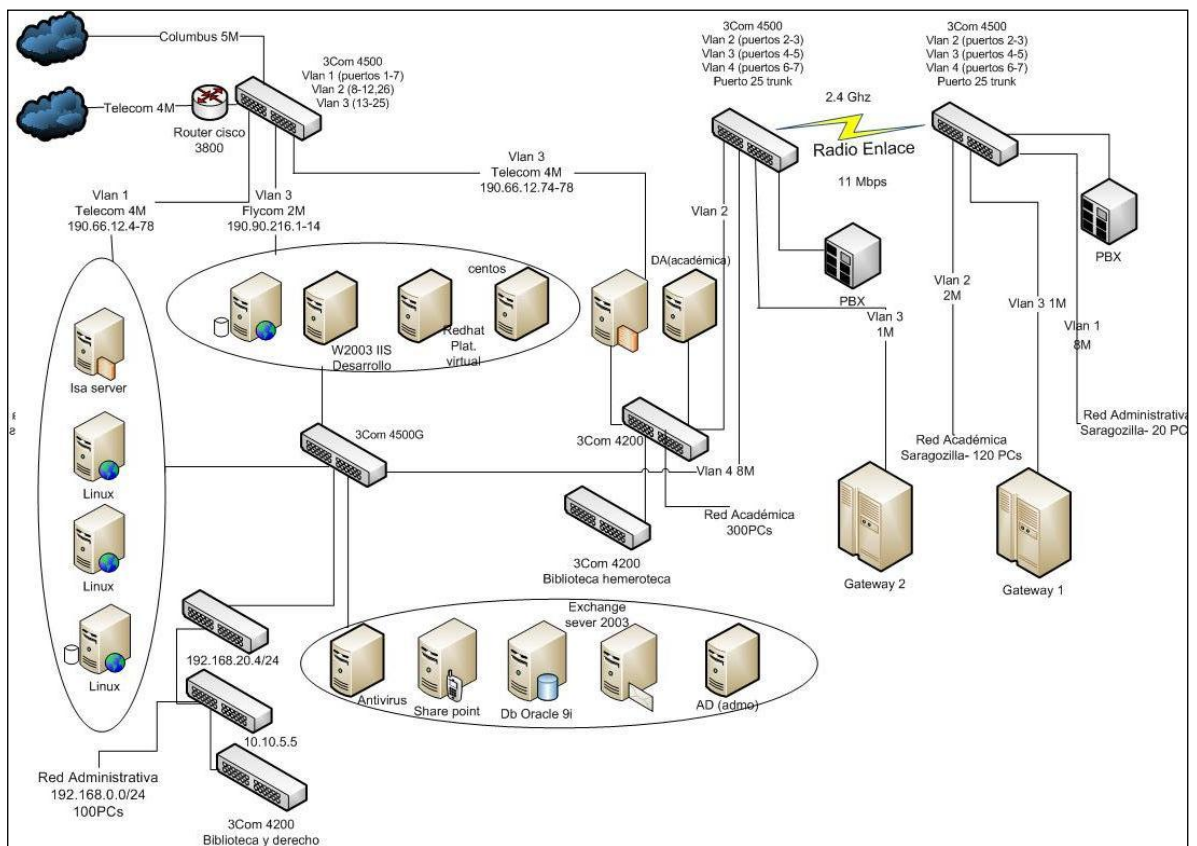 Columbus 5M
3Com 4500
Vlan 1 (puertos 1-7)
Vlan 2 (8-12,26)
Vlan 3 (13-25)
Telecom 4M
Router cisco
3800
3Com 4500
Vlan 2 (puertos 2-3)
Vlan 3 (puertos 4-5)
Vlan 4 (puertos 6-7)
Puerto 25 trunk
3Com 4500
Vlan 2 (puertos 2-3)
Vlan 3 (puertos 4-5)
Vlan 4 (puertos 6-7)
Puerto 25 trunk
2.4 Ghz
Radio Enlace
11 Mbps
Vlan 1
Telecom 4M
190.66.12.4-78
Vlan 3
Flycom 2M
190.90.216.1-14
Vlan 3
Telecom 4M
190.66.12.74-78
Vlan 2
PBX
PBX
Vlan 3
1M
Vlan 2
2M
Vlan 3 1M
Vlan 1
8M
centos
W2003 IIS
Desarrollo
Redhat
Plat.
virtual
DA(académica)
Isa server
Linux
Linux
Linux
3Com 4500G
3Com 4200
Vlan 4 8M
Red Académica
300PCs
3Com 4200
Biblioteca hemeroteca
Red Académica
Saragozilla- 120 PCs
Red Administrativa
Saragozilla- 20 PC
Gateway 2
Gateway 1
192.168.20.4/24
10.10.5.5
Red Administrativa
192.168.0.0/24
100PCs
3Com 4200
Biblioteca y derecho
Exchange
sever 2003
Antivirus
Share point
Db Oracle 9i
AD (admo)